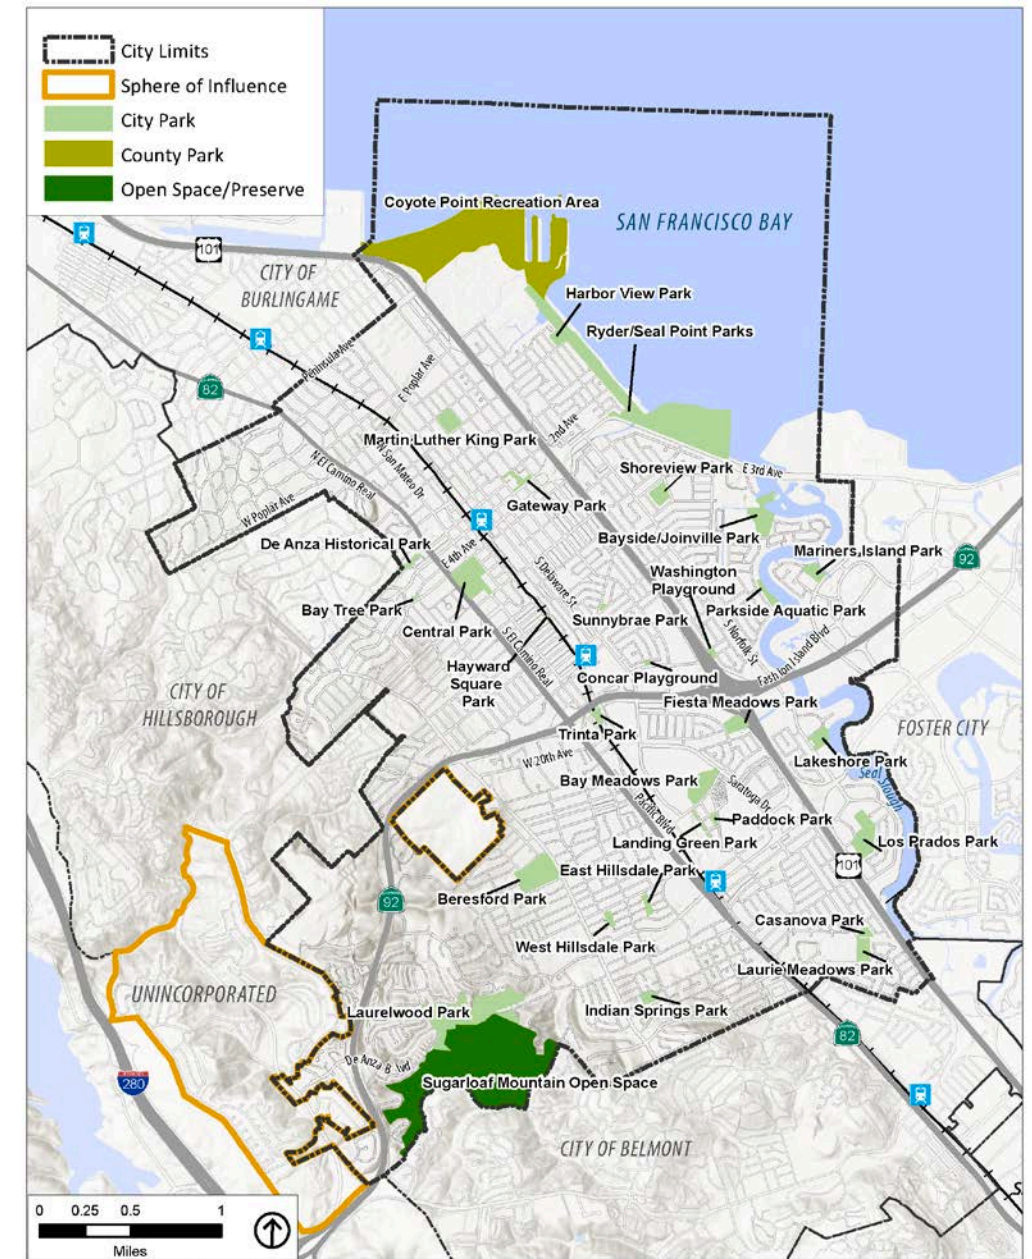 City Limits
Sphere of Influence
City Park
County Park
Open Space/Preserve
Coyote Point Recreation Area
SAN FRANCISCO BAY
101
CITY OF
BURLINGAME
Harbor View Park
Ryder/Seal Point Parks
Peninsula Ave
E Poplar Ave
82
2nd Ave
Martin Luther King Park
N San Mateo Dr
N El Camino Real
Shoreview Park
E 3rd Ave
W Poplar Ave
Gateway Park
Bayside/Joinville Park
De Anza Historical Park
E 4th Ave
Mariners Island Park
92
S Delaware St
Washington
Playground
Bay Tree Park
Parkside Aquatic Park
Central Park
Sunnybrae Park
S Norfolk St
S El Camino Real
Fashion Island Blvd
Hayward
Square
Park
Concar Playground
CITY OF
HILLSBOROUGH
Fiesta Meadows Park
FOSTER CITY
Trinta Park
W 20th Ave
Lakeshore Park
Seal Slough
Bay Meadows Park
Saratoga Dr
Pacific Blvd
Paddock Park
Landing Green Park
Los Prados Park
101
East Hillsdale Park
Beresford Park
92
Casanova Park
West Hillsdale Park
Laurie Meadows Park
UNINCORPORATED
Laurelwood Park
Indian Springs Park
82
De Anza Blvd
280
Sugarloaf Mountain Open Space
CITY OF BELMONT
0 0.25 0.5 1
Miles